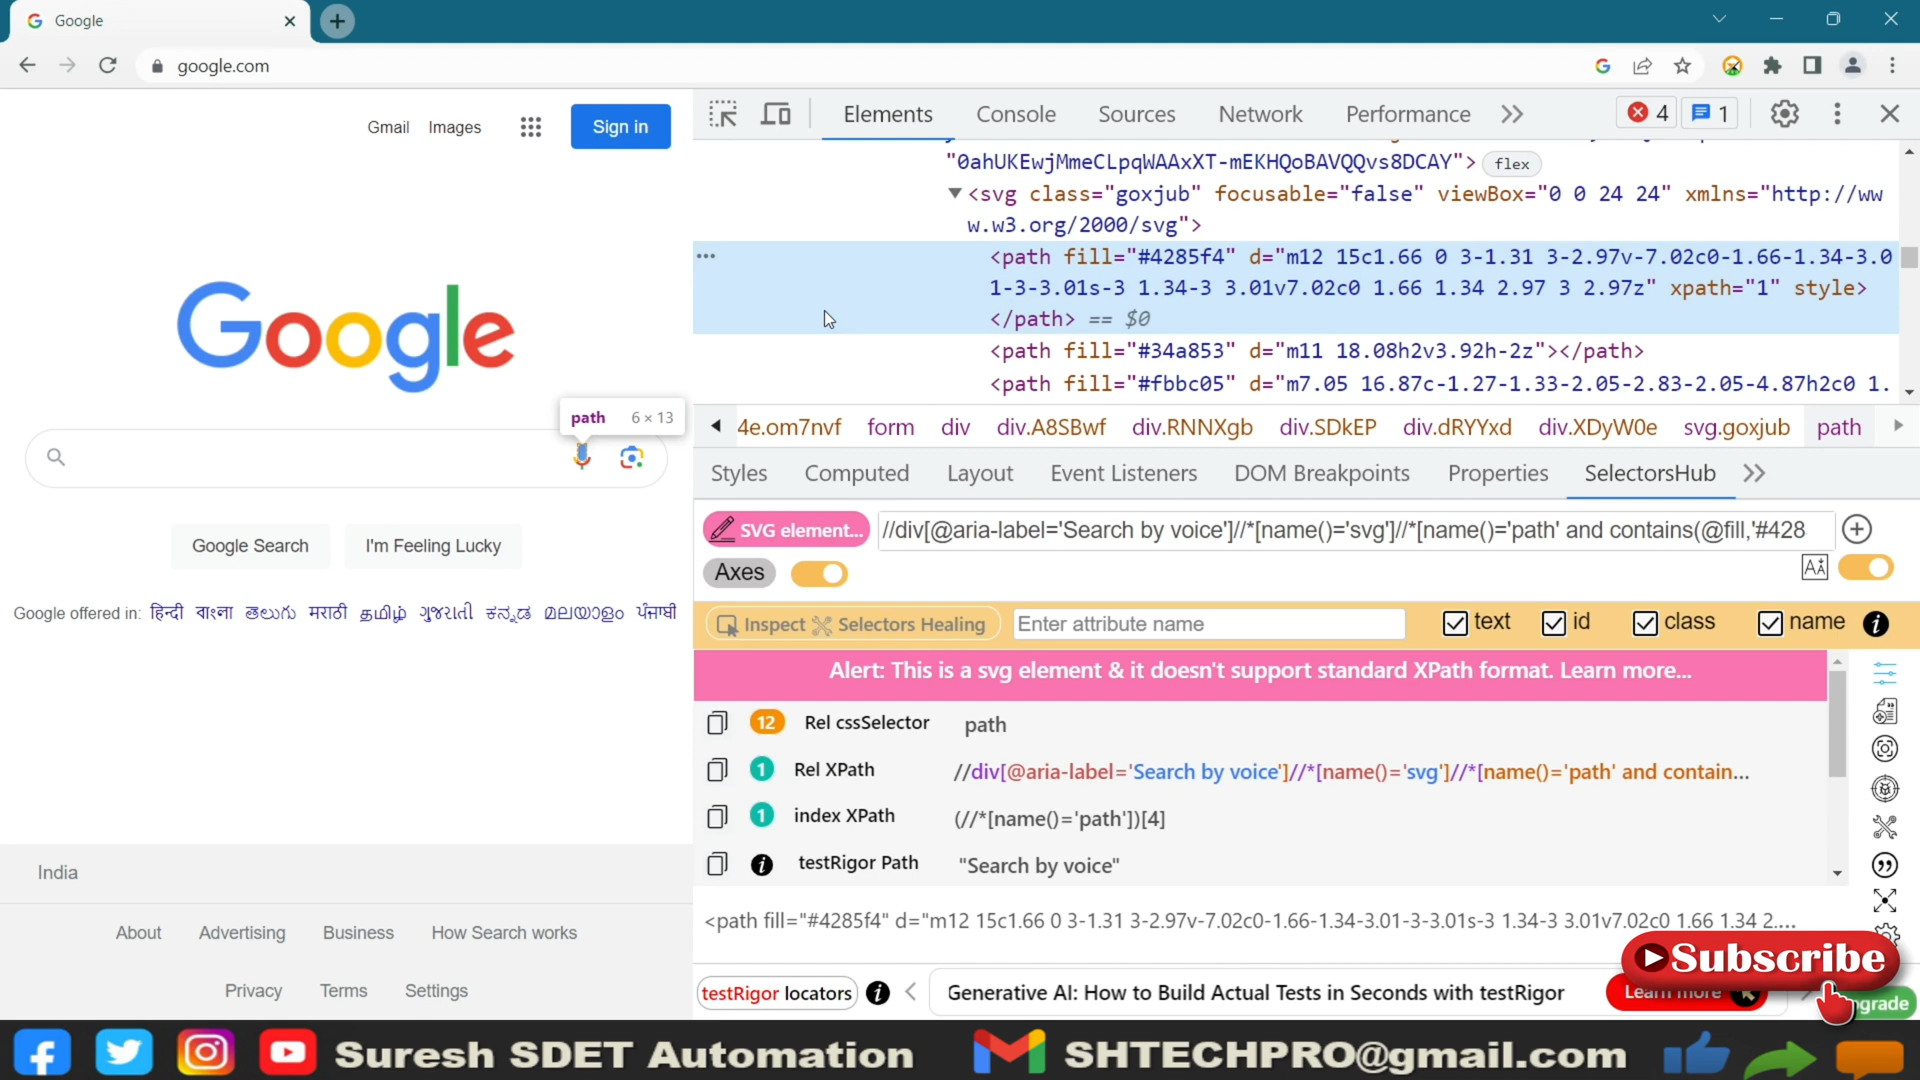 Google
google.com
Gmail Images Sign in
Google
path 6 × 13
Google Search I'm Feeling Lucky
Google offered in: हिन्दी বাংলা తెలుగు मराठी தமிழ் ગુજરાતી ಕನ್ನಡ മലയാളം ਪੰਜਾਬੀ
India
About Advertising Business How Search works
Privacy Terms Settings
Elements Console Sources Network Performance 4 1
"0ahUKEwjMmeCLpqWAAxXT-mEKHQoBAVQQvs8DCAY"> flex
<svg class="goxjub" focusable="false" viewBox="0 0 24 24" xmlns="http://ww
w.w3.org/2000/svg">
<path fill="#4285f4" d="m12 15c1.66 0 3-1.31 3-2.97v-7.02c0-1.66-1.34-3.0
1-3-3.01s-3 1.34-3 3.01v7.02c0 1.66 1.34 2.97 3 2.97z" xpath="1" style>
</path> == $0
<path fill="#34a853" d="m11 18.08h2v3.92h-2z"></path>
<path fill="#fbbc05" d="m7.05 16.87c-1.27-1.33-2.05-2.83-2.05-4.87h2c0 1.
4e.om7nvf form div div.A8SBwf div.RNNXgb div.SDkEP div.dRYYxd div.XDyW0e svg.goxjub path
Styles Computed Layout Event Listeners DOM Breakpoints Properties SelectorsHub
SVG element... //div[@aria-label='Search by voice']//*[name()='svg']//*[name()='path' and contains(@fill,'#428
Axes
Inspect Selectors Healing Enter attribute name text id class name
Alert: This is a svg element & it doesn't support standard XPath format. Learn more...
12 Rel cssSelector path
1 Rel XPath //div[@aria-label='Search by voice']//*[name()='svg']//*[name()='path' and contain...
1 index XPath (//*[name()='path'])[4]
testRigor Path "Search by voice"
<path fill="#4285f4" d="m12 15c1.66 0 3-1.31 3-2.97v-7.02c0-1.66-1.34-3.01-3-3.01s-3 1.34-3 3.01v7.02c0 1.66 1.34 2....
Subscribe
testRigor locators Generative AI: How to Build Actual Tests in Seconds with testRigor Learn more
Suresh SDET Automation SHTECHPRO@gmail.com